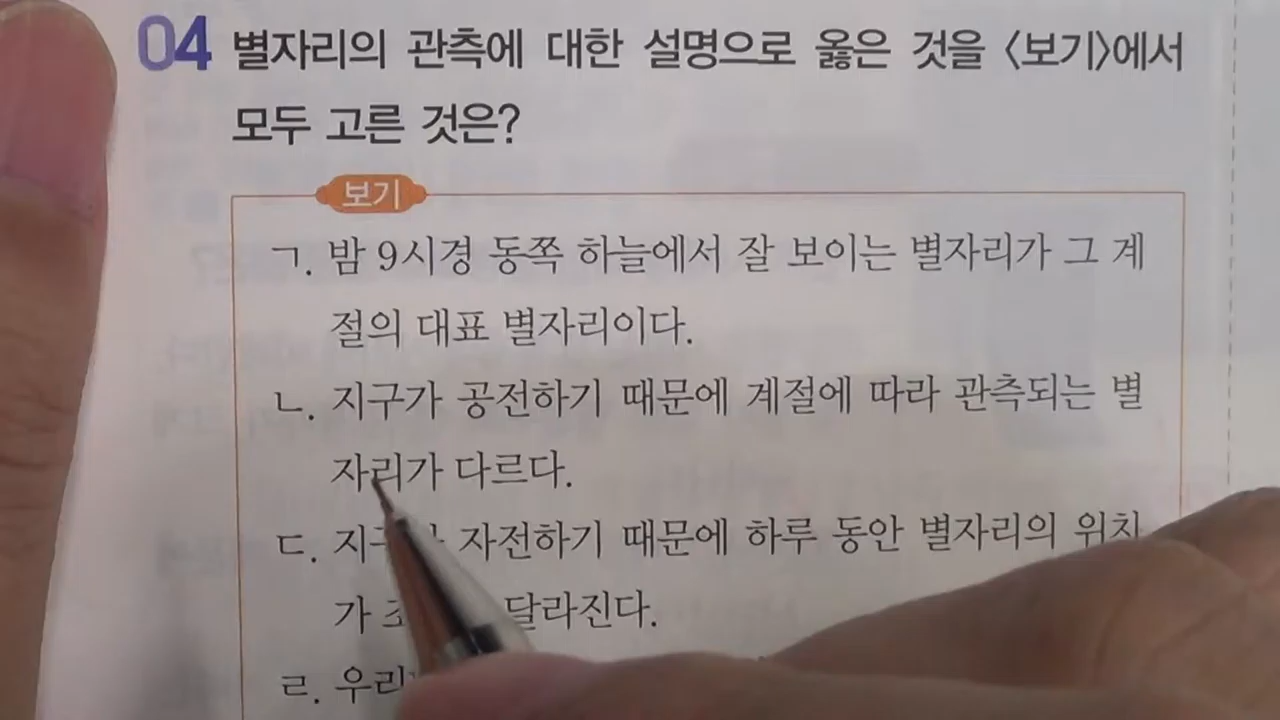 04 별자리의 관측에 대한 설명으로 옳은 것을 〈보기〉에서
모두 고른 것은?
보기
ㄱ. 밤 9시경 동쪽 하늘에서 잘 보이는 별자리가 그 계
절의 대표 별자리이다.
ㄴ. 지구가 공전하기 때문에 계절에 따라 관측되는 별
자리가 다르다.
ㄷ. 자전하기 때문에 하루 동안 별자리의 위치
가 달라진다.
ㄹ.